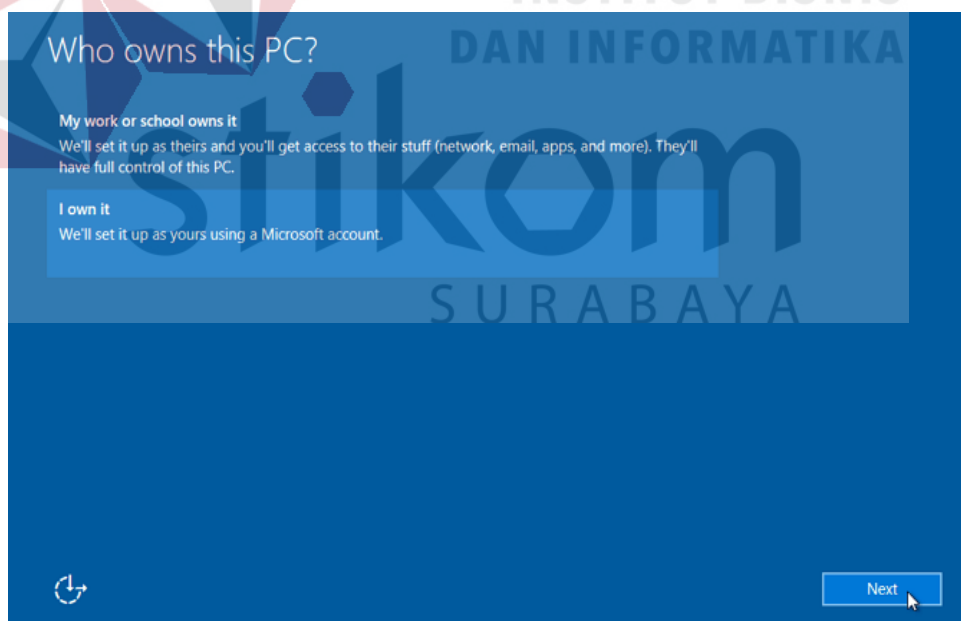 INSTITUT BISNIS
Who owns this PC?
DAN INFORMATIKA
My work or school owns it
We'll set it up as theirs and you'll get access to their stuff (network, email, apps, and more). They'll
have full control of this PC.
stikom
I own it
We'll set it up as yours using a Microsoft account.
SURABAYA
Next